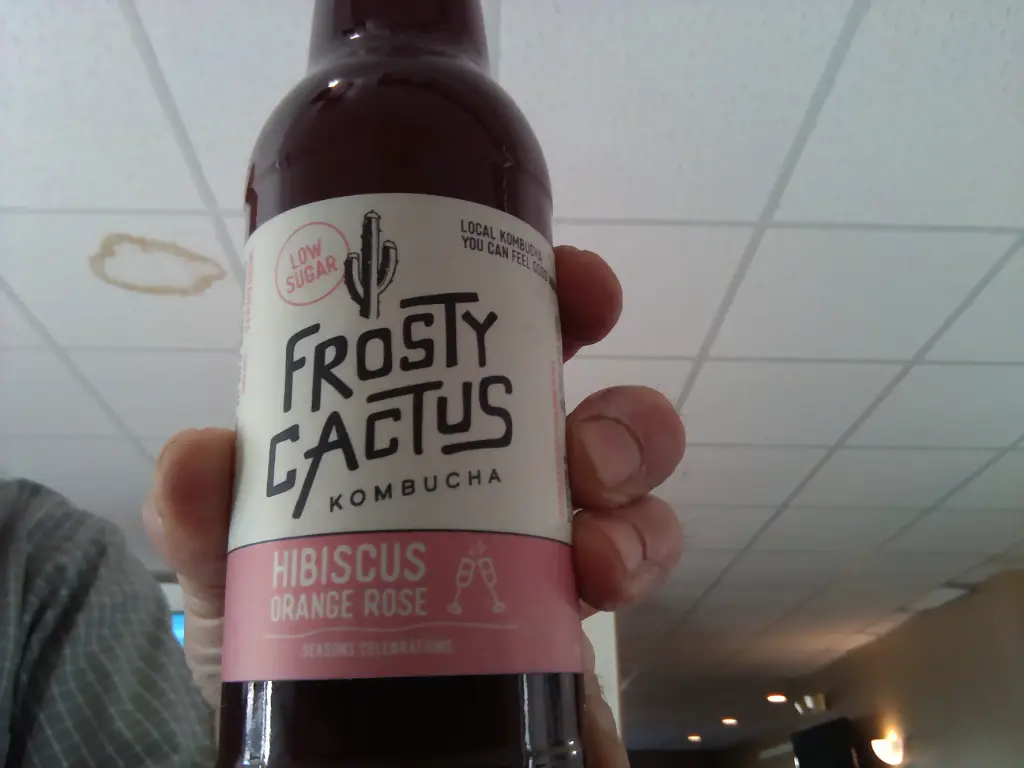 LOW
SUGAR
LOCAL KOMBUCHA
YOU CAN FEEL GOOD
FROSTY
CACTUS
KOMBUCHA
HIBISCUS
ORANGE ROSE
SEASONS CELEBRATIONS